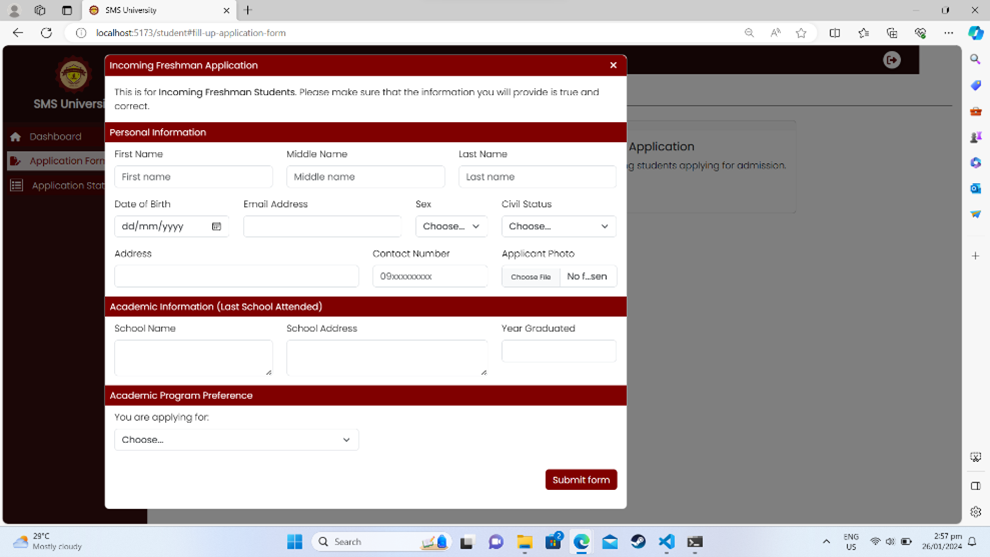 SMS University
localhost:5173/student#fill-up-application-form
SMS Universi
Dashboard
Application Form
Application Stat
Incoming Freshman Application
This is for Incoming Freshman Students. Please make sure that the information you will provide is true and
correct.
Personal Information
First Name Middle Name Last Name
First name Middle name Last name
Date of Birth Email Address Sex Civil Status
dd/mm/yyyy Choose... Choose...
Address Contact Number Applicant Photo
09xxxxxxxxx Choose File No f...sen
Academic Information (Last School Attended)
School Name School Address Year Graduated
Academic Program Preference
You are applying for:
Choose...
Submit form
Application
ng students applying for admission.
29°C
Mostly cloudy
Search
2
ENG
US
2:57 pm
26/01/2024